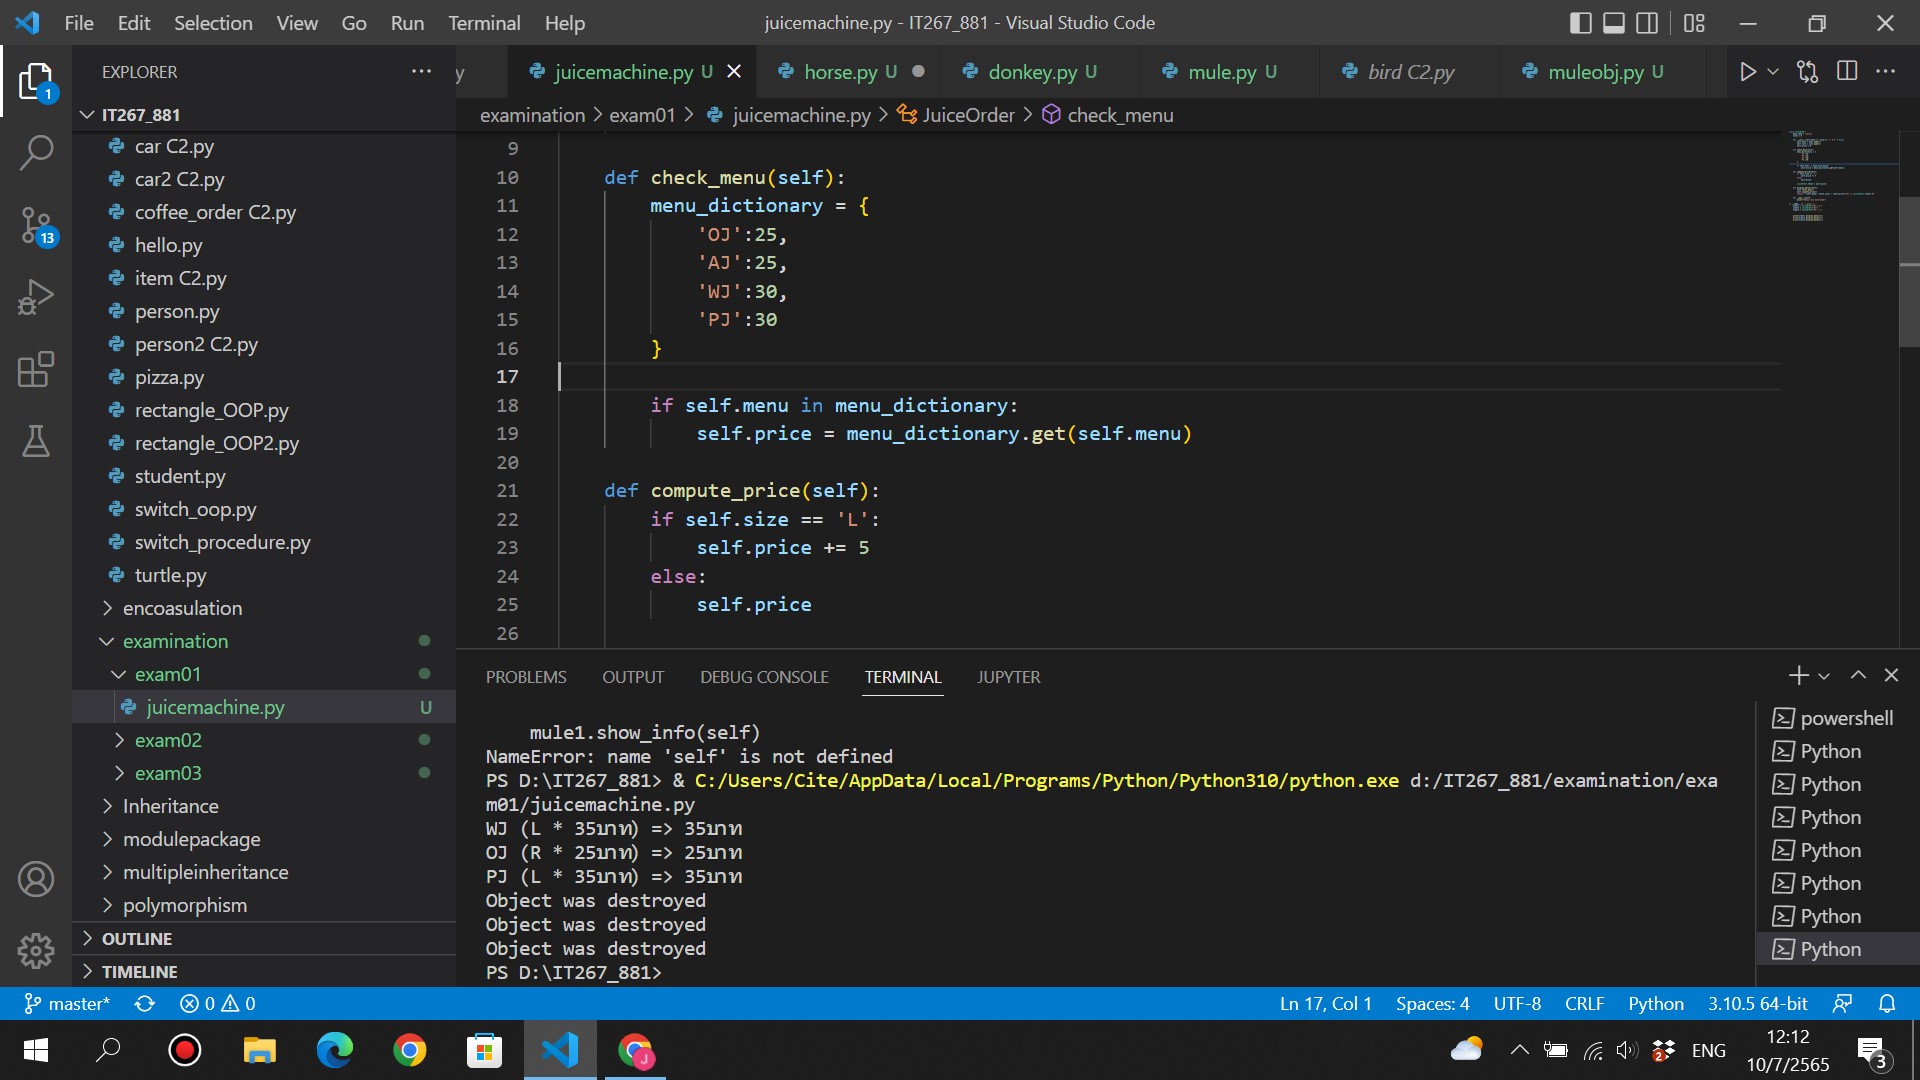 File Edit Selection View Go Run Terminal Help
juicemachine.py - IT267_881 - Visual Studio Code
EXPLORER
y
juicemachine.py U
horse.py U
donkey.py U
mule.py U
bird C2.py
muleobj.py U
IT267_881
car C2.py
car2 C2.py
coffee_order C2.py
hello.py
item C2.py
person.py
person2 C2.py
pizza.py
rectangle_OOP.py
rectangle_OOP2.py
student.py
switch_oop.py
switch_procedure.py
turtle.py
encoasulation
examination
exam01
juicemachine.py U
exam02
exam03
Inheritance
modulepackage
multipleinheritance
polymorphism
OUTLINE
TIMELINE
1
13
examination > exam01 > juicemachine.py > JuiceOrder > check_menu
9
10 def check_menu(self):
11 menu_dictionary = {
12 'OJ':25,
13 'AJ':25,
14 'WJ':30,
15 'PJ':30
16 }
17
18 if self.menu in menu_dictionary:
19 self.price = menu_dictionary.get(self.menu)
20
21 def compute_price(self):
22 if self.size == 'L':
23 self.price += 5
24 else:
25 self.price
26
PROBLEMS OUTPUT DEBUG CONSOLE TERMINAL JUPYTER
mule1.show_info(self)
NameError: name 'self' is not defined
PS D:\IT267_881> & C:/Users/Cite/AppData/Local/Programs/Python/Python310/python.exe d:/IT267_881/examination/exa
m01/juicemachine.py
WJ (L * 35บาท) => 35บาท
OJ (R * 25บาท) => 25บาท
PJ (L * 35บาท) => 35บาท
Object was destroyed
Object was destroyed
Object was destroyed
PS D:\IT267_881>
powershell
Python
Python
Python
Python
Python
Python
Python
master* 0 0
Ln 17, Col 1 Spaces: 4 UTF-8 CRLF Python 3.10.5 64-bit
J
2
ENG
12:12
10/7/2565
3